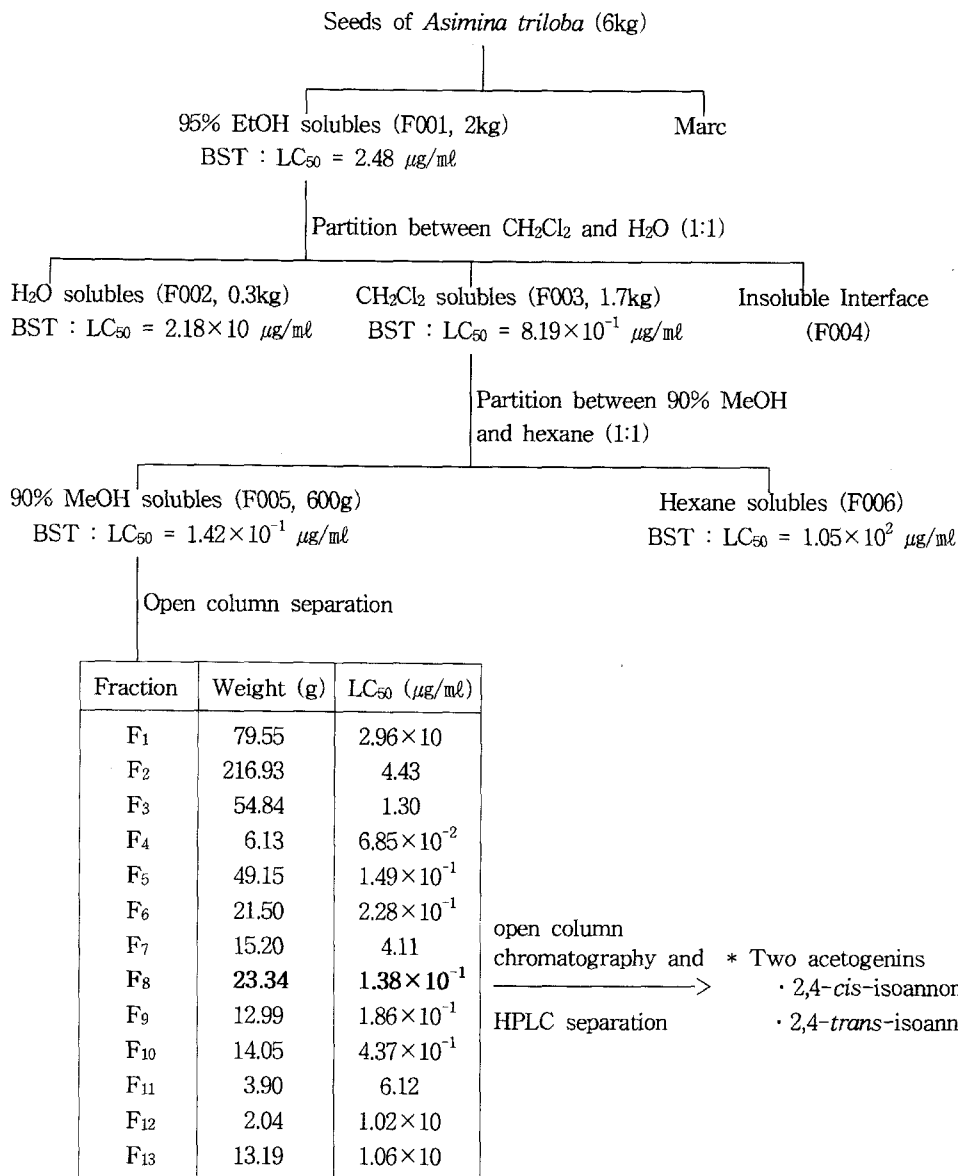 Seeds of Asimina triloba (6kg)
95% EtOH solubles (F001, 2kg)
BST : LC₅₀ = 2.48 μg/㎖
Marc
Partition between CH₂Cl₂ and H₂O (1:1)
H₂O solubles (F002, 0.3kg)
BST : LC₅₀ = 2.18×10 μg/㎖
CH₂Cl₂ solubles (F003, 1.7kg)
BST : LC₅₀ = 8.19×10⁻¹ μg/㎖
Insoluble Interface
(F004)
Partition between 90% MeOH
and hexane (1:1)
90% MeOH solubles (F005, 600g)
BST : LC₅₀ = 1.42×10⁻¹ μg/㎖
Hexane solubles (F006)
BST : LC₅₀ = 1.05×10² μg/㎖
Open column separation
Fraction Weight (g) LC₅₀ (μg/㎖)
F₁ 79.55 2.96×10
F₂ 216.93 4.43
F₃ 54.84 1.30
F₄ 6.13 6.85×10⁻²
F₅ 49.15 1.49×10⁻¹
F₆ 21.50 2.28×10⁻¹
F₇ 15.20 4.11
F₈ 23.34 1.38×10⁻¹
F₉ 12.99 1.86×10⁻¹
F₁₀ 14.05 4.37×10⁻¹
F₁₁ 3.90 6.12
F₁₂ 2.04 1.02×10
F₁₃ 13.19 1.06×10
open column
chromatography and
HPLC separation
* Two acetogenins
· 2,4-cis-isoannon
· 2,4-trans-isoann